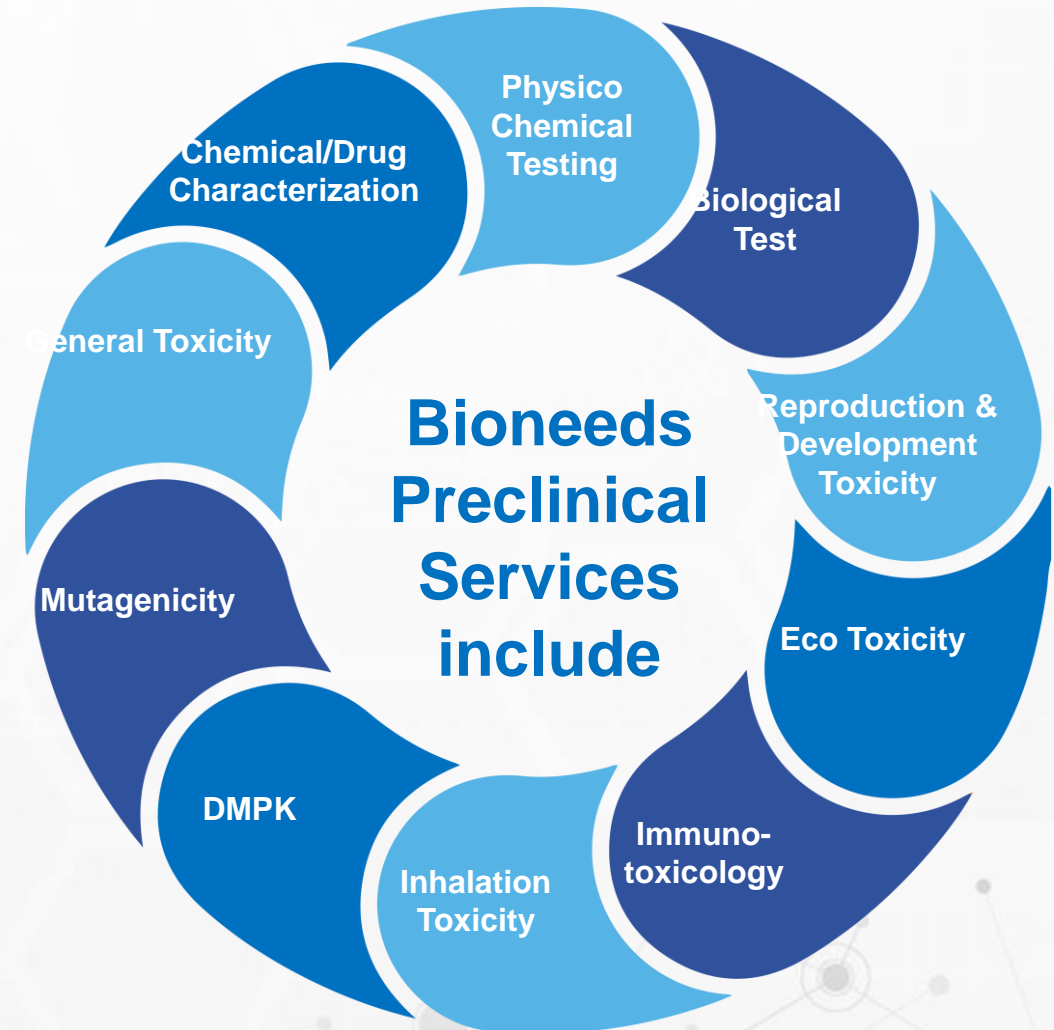 Physico
Chemical
Testing
Biological
Test
Reproduction &
Development
Toxicity
Eco Toxicity
Immuno-
toxicology
Inhalation
Toxicity
DMPK
Mutagenicity
General Toxicity
Chemical/Drug
Characterization
Bioneeds
Preclinical
Services
include